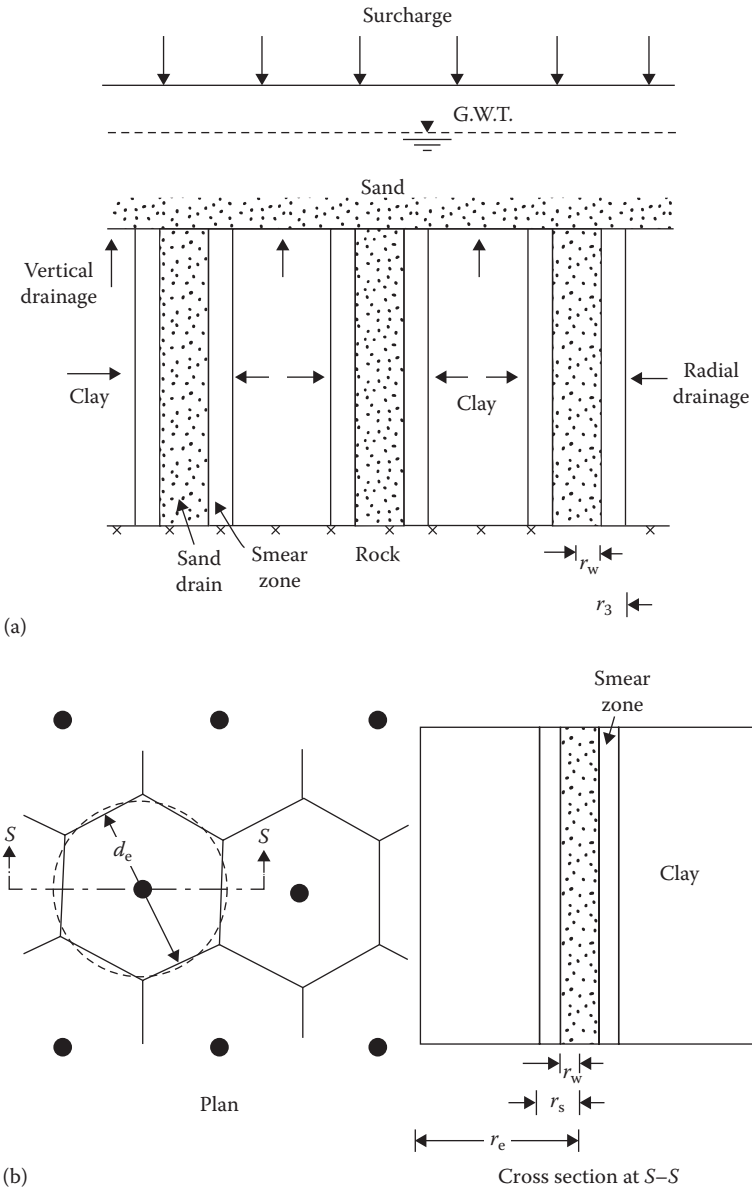 Surcharge
G.W.T.
Sand
Vertical
drainage
Clay
Clay
Radial
drainage
Sand
drain
Smear
zone
Rock
r_w
r_3
(a)
Smear
zone
S
S
d_e
Clay
r_w
r_s
r_e
Plan
Cross section at S–S
(b)